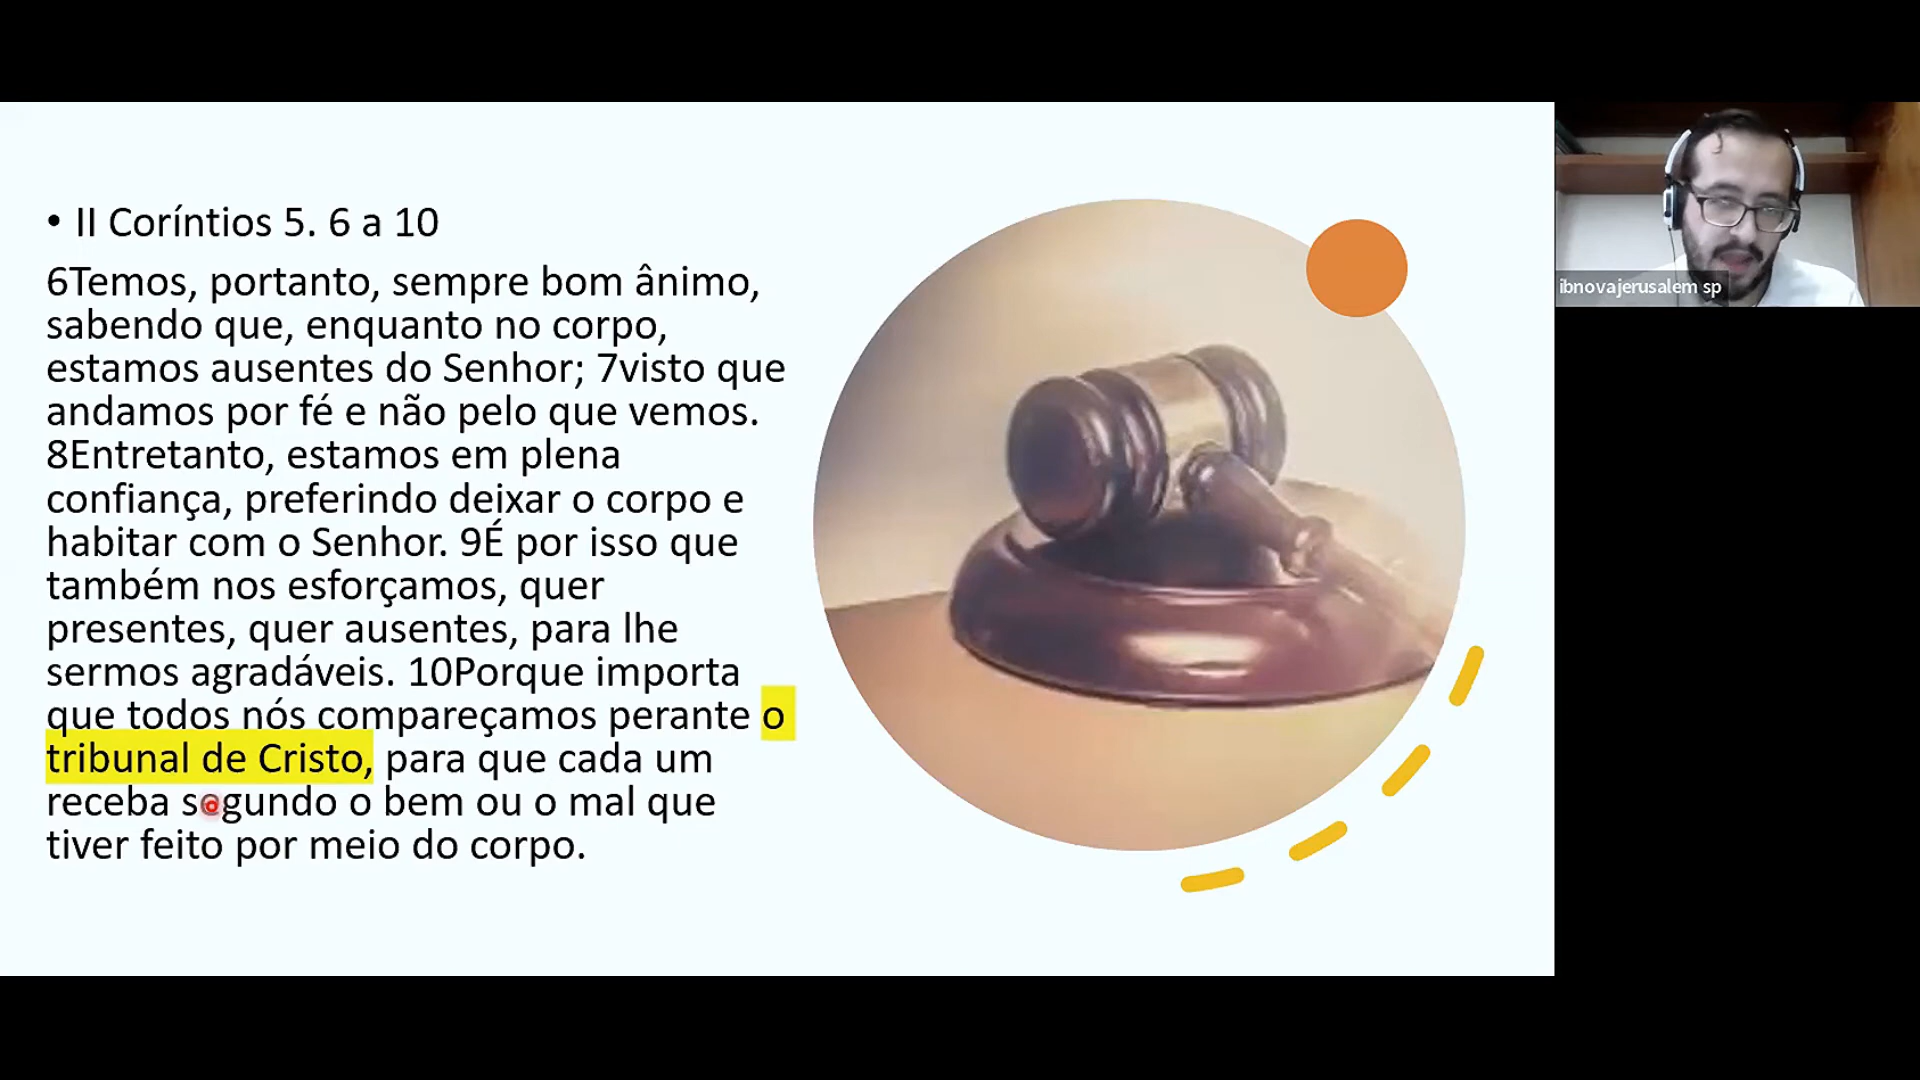 • II Coríntios 5. 6 a 10
6Temos, portanto, sempre bom ânimo,
sabendo que, enquanto no corpo,
estamos ausentes do Senhor; 7visto que
andamos por fé e não pelo que vemos.
8Entretanto, estamos em plena
confiança, preferindo deixar o corpo e
habitar com o Senhor. 9É por isso que
também nos esforçamos, quer
presentes, quer ausentes, para lhe
sermos agradáveis. 10Porque importa
que todos nós compareçamos perante o
tribunal de Cristo, para que cada um
receba segundo o bem ou o mal que
tiver feito por meio do corpo.
ibnovajerusalem sp